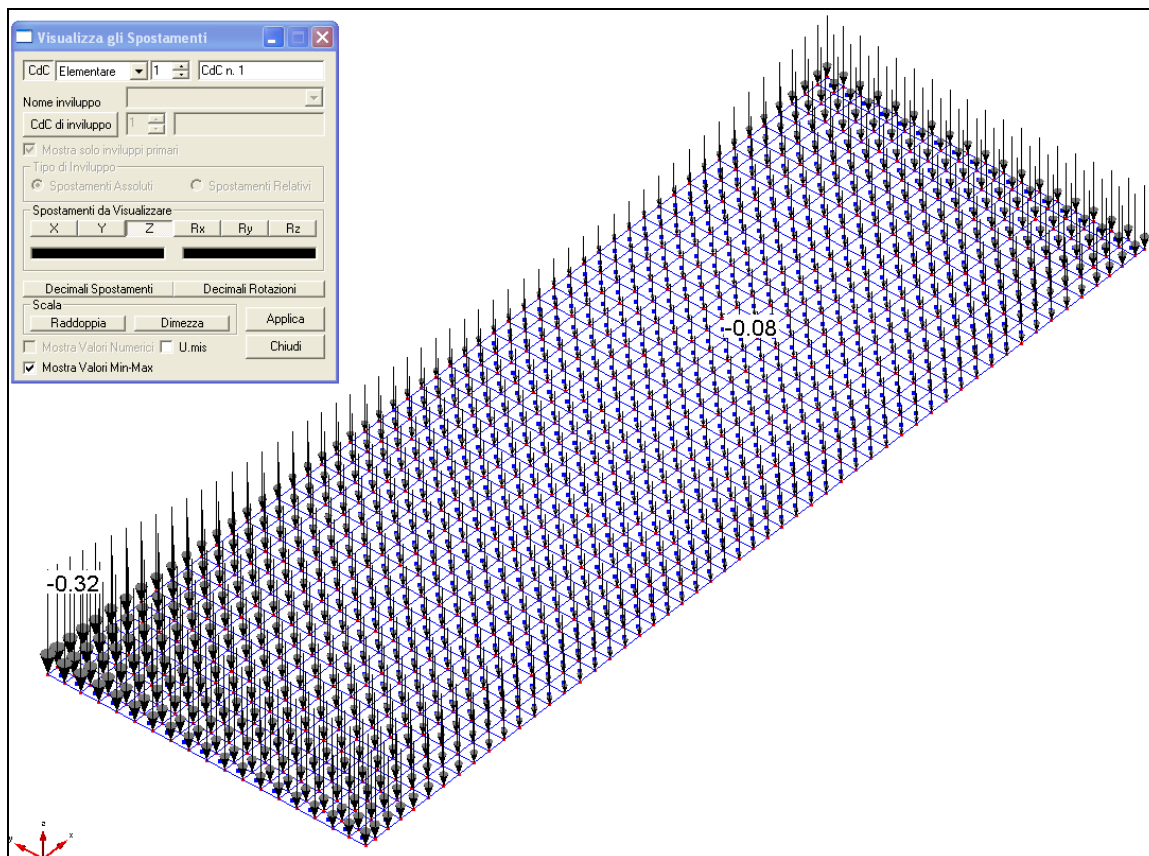 Visualizza gli Spostamenti
CdC Elementare 1 CdC n. 1
Nome inviluppo
CdC di inviluppo 1
Mostra solo inviluppi primari
Tipo di Inviluppo
Spostamenti Assoluti Spostamenti Relativi
Spostamenti da Visualizzare
X Y Z Rx Ry Rz
Decimali Spostamenti Decimali Rotazioni
Scala
Raddoppia Dimezza Applica
Mostra Valori Numerici U.mis Chiudi
Mostra Valori Min-Max
-0.08
-0.32
z
y x